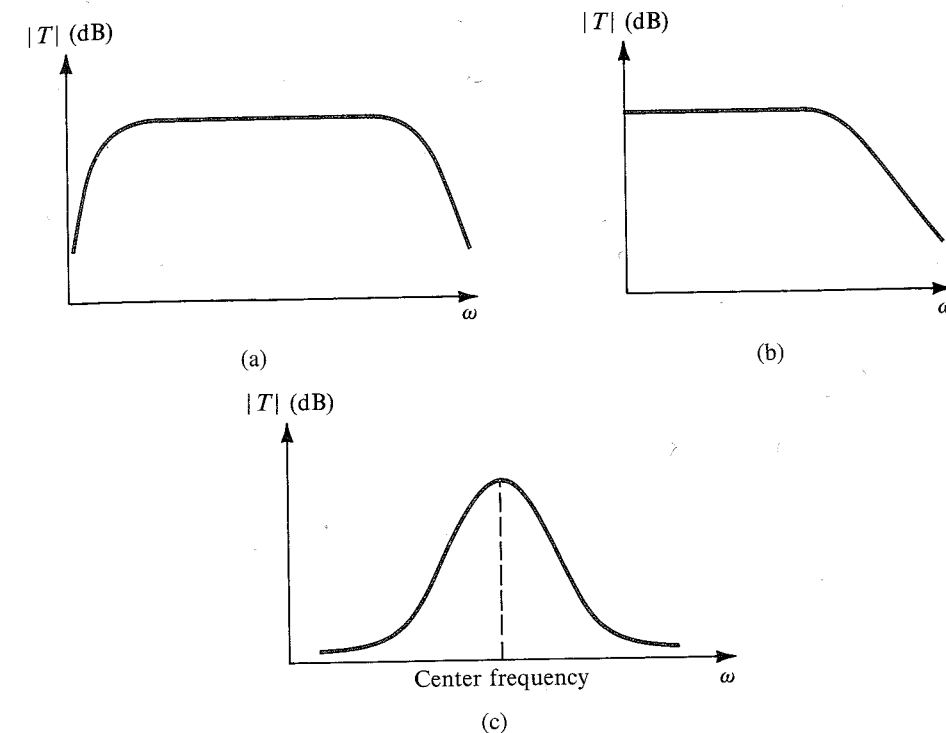 |T| (dB)
|T| (dB)
ω
(a)
(b)
|T| (dB)
Center frequency
ω
(c)